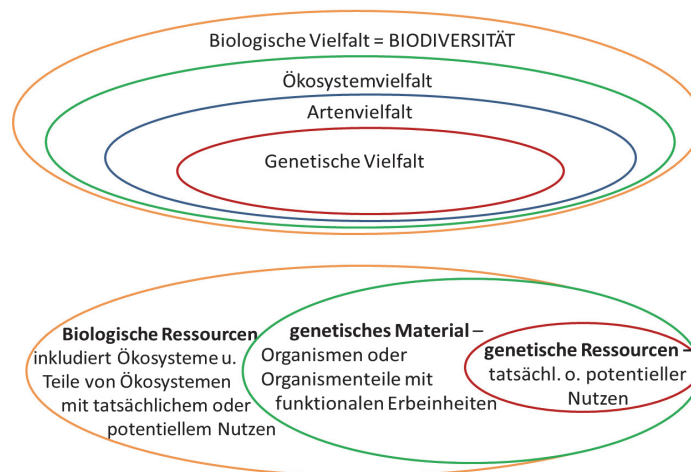 Biologische Vielfalt = BIODIVERSITÄT
Ökosystemvielfalt
Artenvielfalt
Genetische Vielfalt
Biologische Ressourcen
inkludiert Ökosysteme u.
Teile von Ökosystemen
mit tatsächlichem oder
potentiellem Nutzen
genetisches Material –
Organismen oder
Organismenteile mit
funktionalen Erbeinheiten
genetische Ressourcen –
tatsächl. o. potentieller
Nutzen